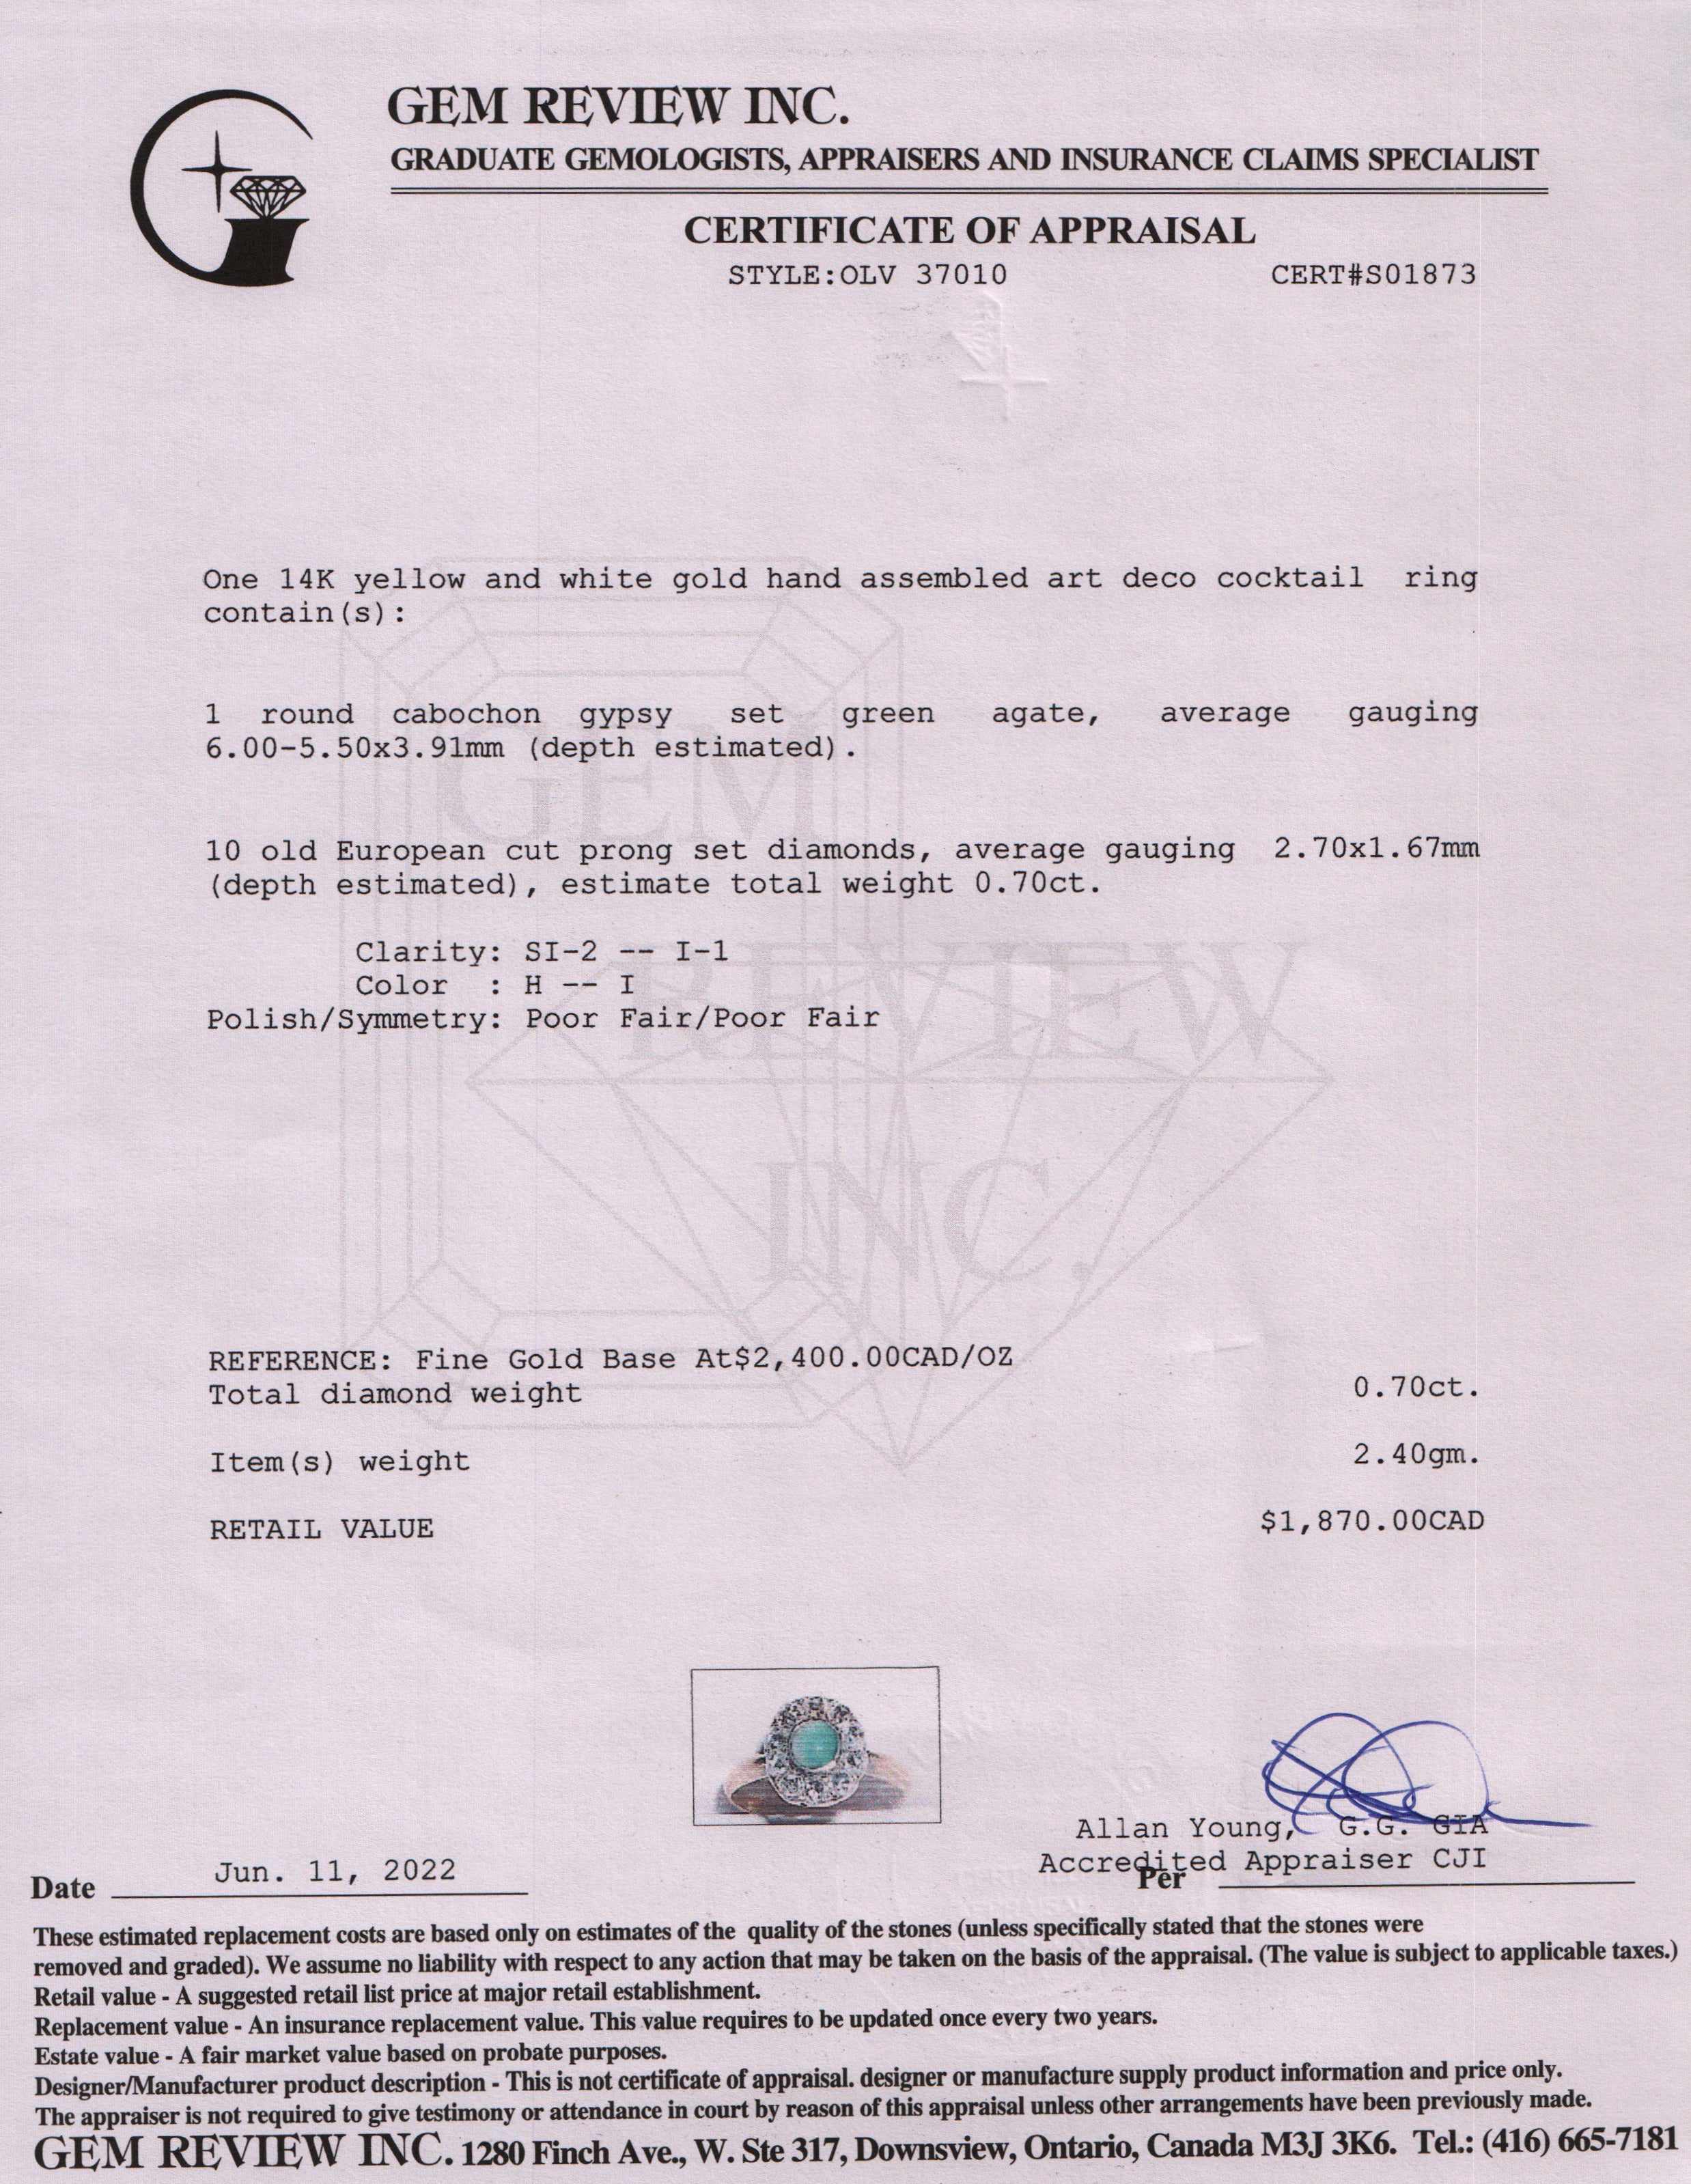 GEM REVIEW INC.
GRADUATE GEMOLOGISTS, APPRAISERS AND INSURANCE CLAIMS SPECIALIST
CERTIFICATE OF APPRAISAL
STYLE:OLV 37010 CERT#S01873
One 14K yellow and white gold hand assembled art deco cocktail ring
contain(s):
1 round cabochon gypsy set green agate, average gauging
6.00-5.50x3.91mm (depth estimated).
GEM
10 old European cut prong set diamonds, average gauging 2.70x1.67mm
(depth estimated), estimate total weight 0.70ct.
Clarity: SI-2 -- I-1
Color : H -- I
REVIEW
Polish/Symmetry: Poor Fair/Poor Fair
INC.
REFERENCE: Fine Gold Base At$2,400.00CAD/OZ
Total diamond weight 0.70ct.
Item(s) weight 2.40gm.
RETAIL VALUE $1,870.00CAD
Allan Young, G.G. GIA
Accredited Appraiser CJI
Date Jun. 11, 2022 Per
These estimated replacement costs are based only on estimates of the quality of the stones (unless specifically stated that the stones were
removed and graded). We assume no liability with respect to any action that may be taken on the basis of the appraisal. (The value is subject to applicable taxes.)
Retail value - A suggested retail list price at major retail establishment.
Replacement value - An insurance replacement value. This value requires to be updated once every two years.
Estate value - A fair market value based on probate purposes.
Designer/Manufacturer product description - This is not certificate of appraisal. designer or manufacture supply product information and price only.
The appraiser is not required to give testimony or attendance in court by reason of this appraisal unless other arrangements have been previously made.
GEM REVIEW INC. 1280 Finch Ave., W. Ste 317, Downsview, Ontario, Canada M3J 3K6. Tel.: (416) 665-7181